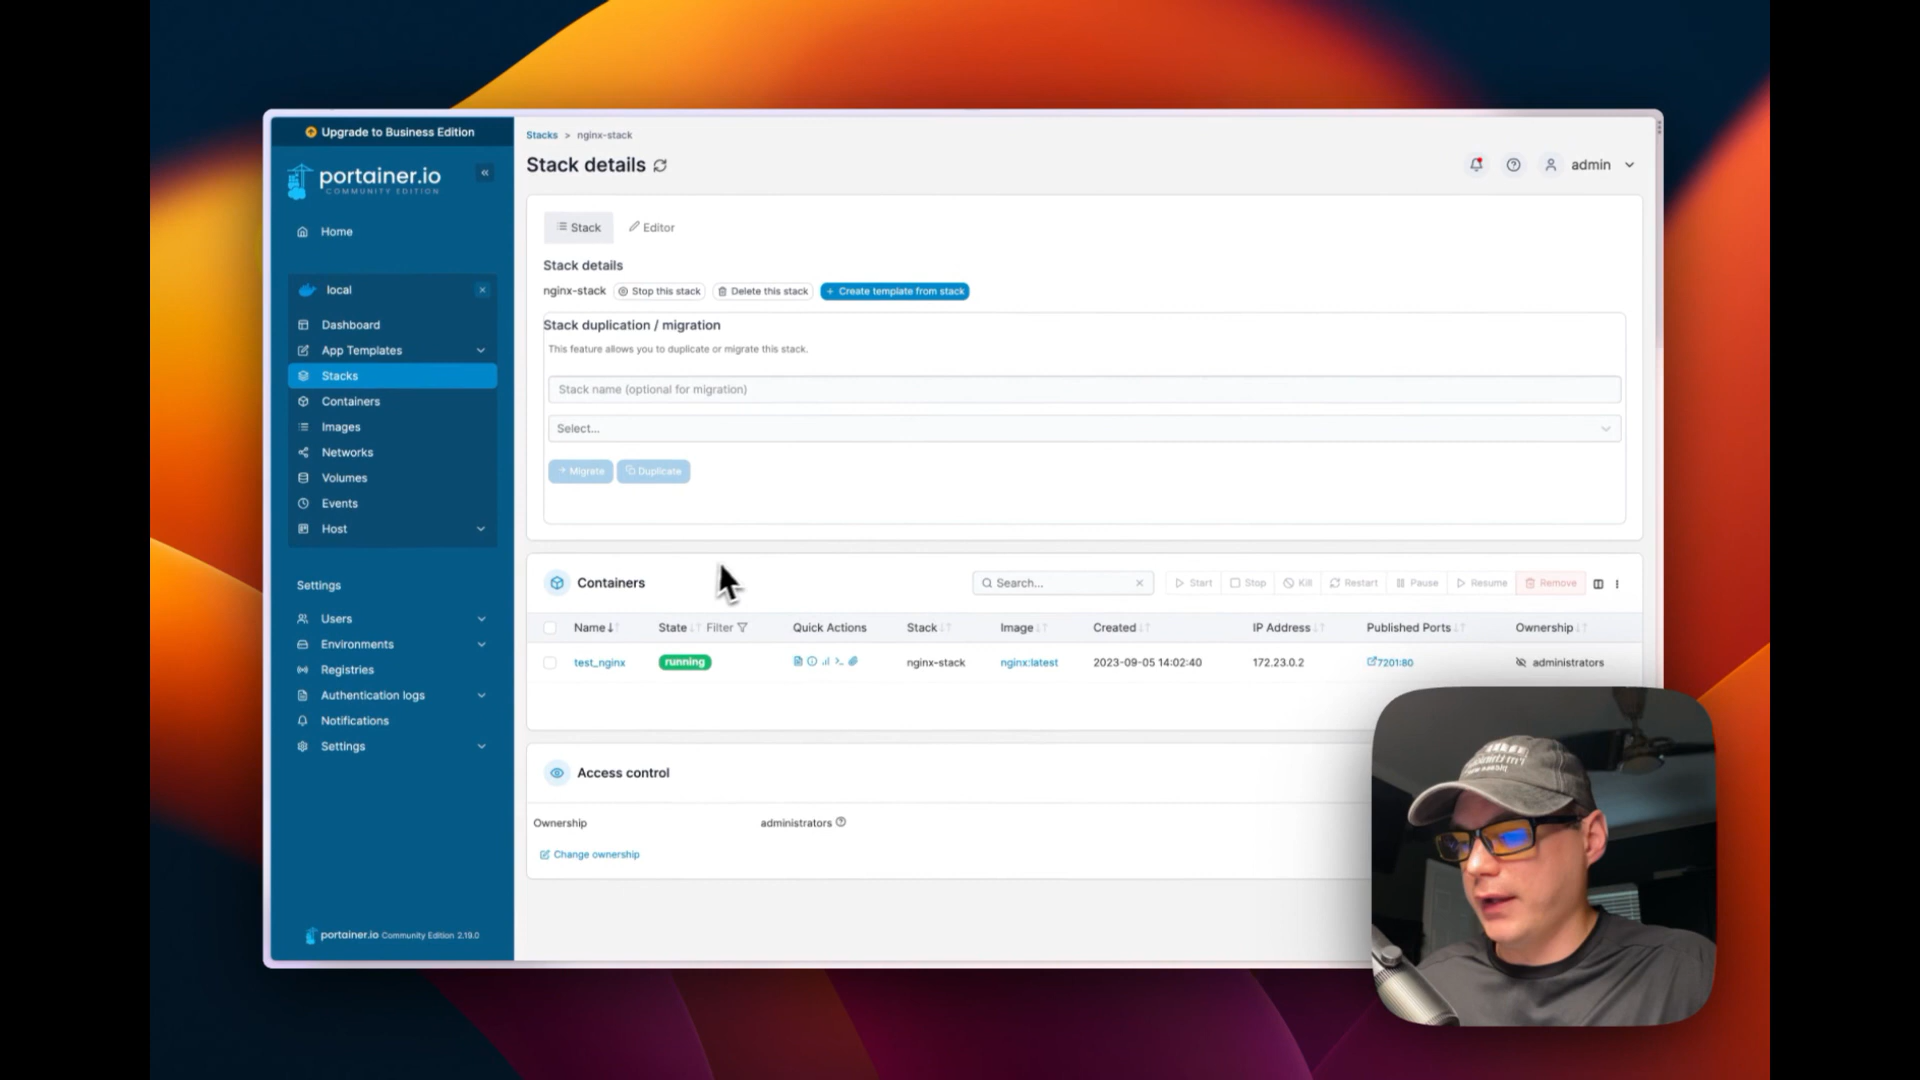 Upgrade to Business Edition
portainer.io
COMMUNITY EDITION
Home
local
Dashboard
App Templates
Stacks
Containers
Images
Networks
Volumes
Events
Host
Settings
Users
Environments
Registries
Authentication logs
Notifications
Settings
portainer.io Community Edition 2.19.0
Stacks > nginx-stack
Stack details
admin
Stack Editor
Stack details
nginx-stack Stop this stack Delete this stack + Create template from stack
Stack duplication / migration
This feature allows you to duplicate or migrate this stack.
Stack name (optional for migration)
Select...
Migrate Duplicate
Containers Search... Start Stop Kill Restart Pause Resume Remove
Name State Filter Quick Actions Stack Image Created IP Address Published Ports Ownership
test_nginx running nginx-stack nginx:latest 2023-09-05 14:02:40 172.23.0.2 7201:80 administrators
Access control
Ownership administrators
Change ownership